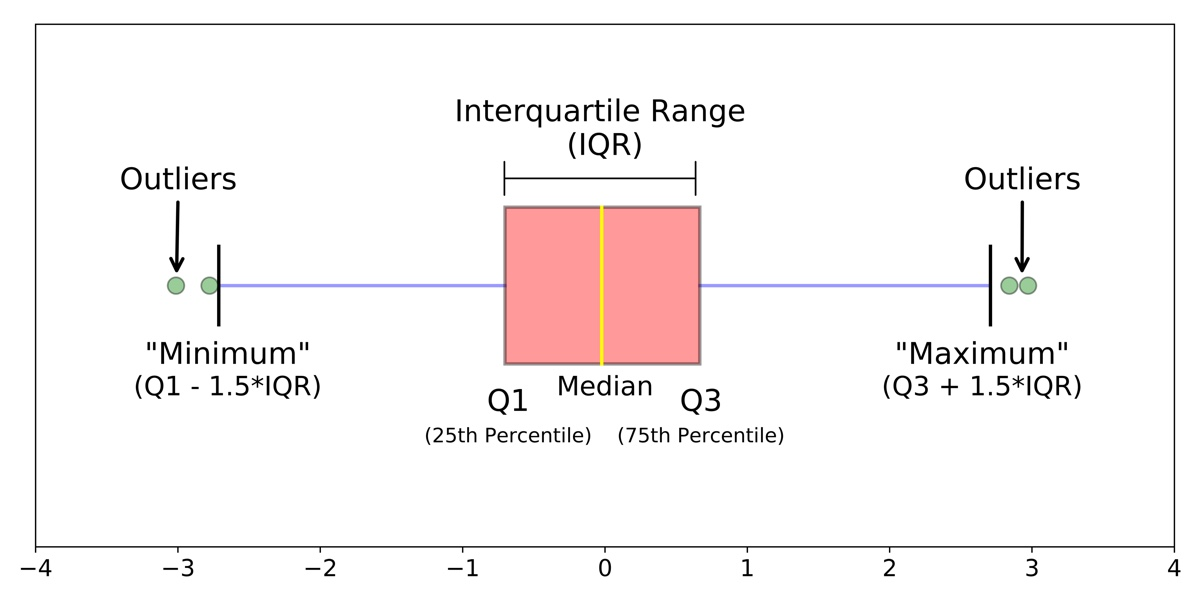 Interquartile Range
(IQR)
Outliers
Outliers
"Minimum"
(Q1 - 1.5*IQR)
"Maximum"
(Q3 + 1.5*IQR)
Median
Q1
Q3
(25th Percentile)
(75th Percentile)
−4 −3 −2 −1 0 1 2 3 4